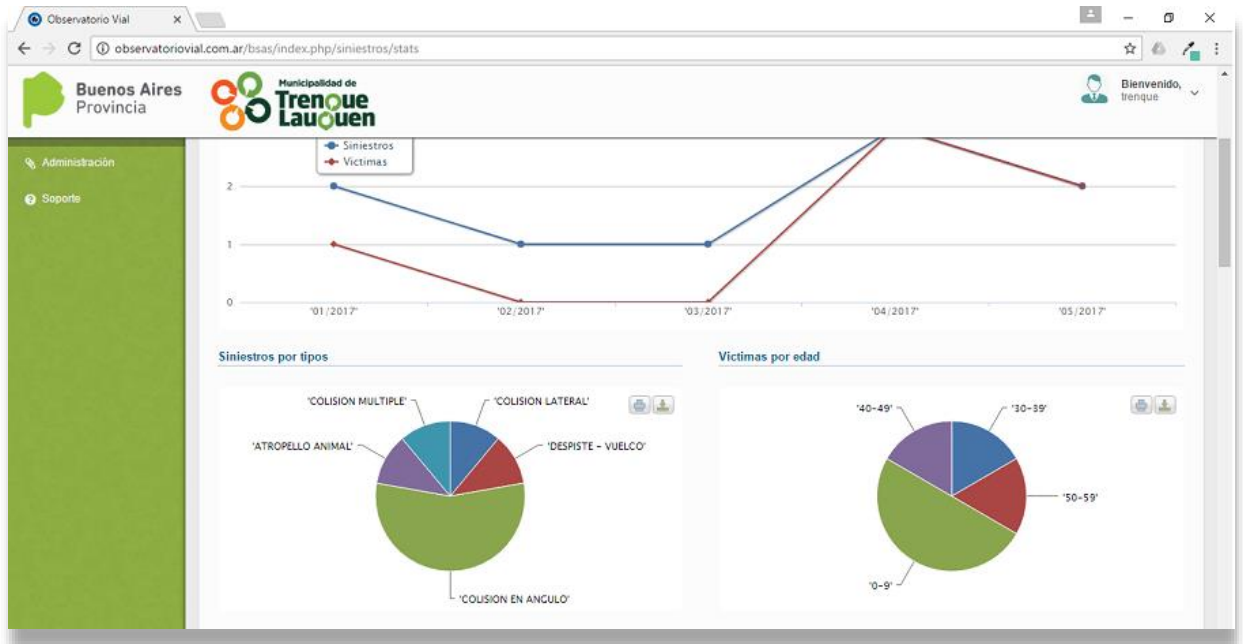 Observatorio Vial
observatoriovial.com.ar/bsas/index.php/siniestros/stats
Buenos Aires
Provincia
Municipalidad de
Trenque
Lauquen
Bienvenido,
trenque
Administración
Soporte
Siniestros
Victimas
2
1
0
'01/2017'
'02/2017'
'03/2017'
'04/2017'
'05/2017'
Siniestros por tipos
'COLISION MULTIPLE'
'COLISION LATERAL'
'ATROPELLO ANIMAL'
'DESPISTE - VUELCO'
'COLISION EN ANGULO'
Victimas por edad
'40-49'
'30-39'
'50-59'
'0-9'